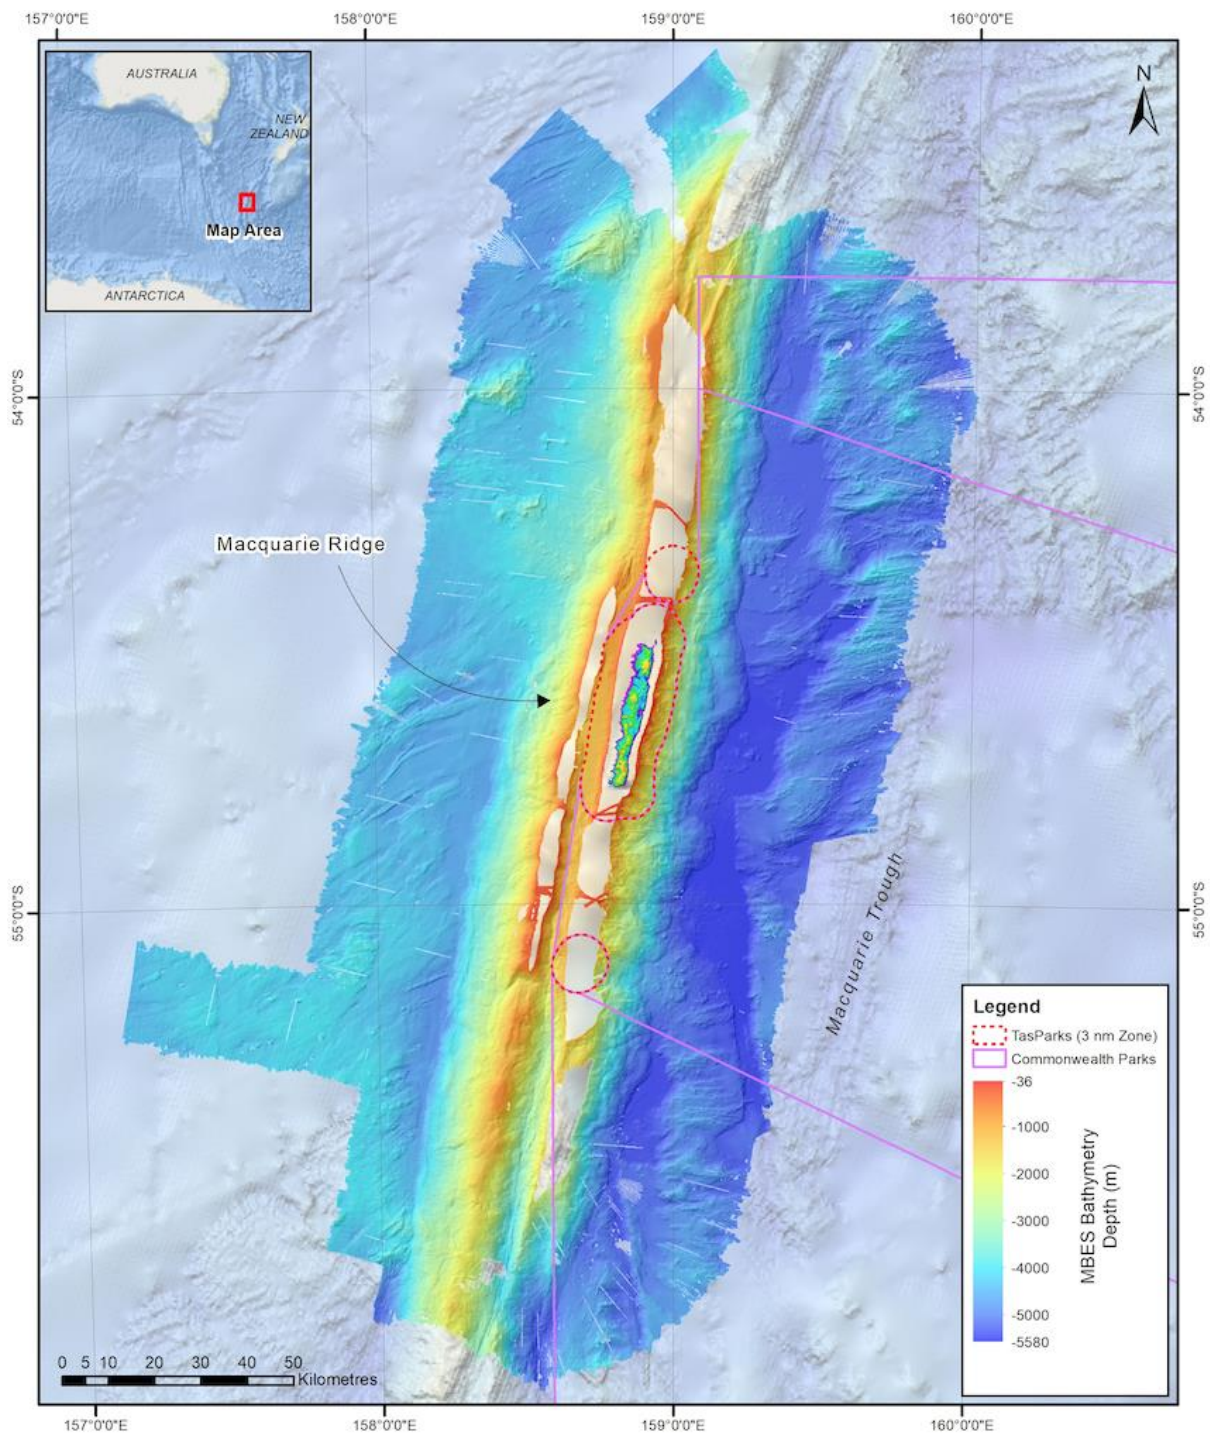 157°0'0"E
158°0'0"E
159°0'0"E
160°0'0"E
AUSTRALIA
NEW
ZEALAND
Map Area
ANTARCTICA
N
54°0'0"S
54°0'0"S
Macquarie Ridge
55°0'0"S
55°0'0"S
Macquarie Trough
Legend
TasParks (3 nm Zone)
Commonwealth Parks
-36
-1000
-2000
-3000
-4000
-5000
-5580
MBES Bathymetry
Depth (m)
0 5 10 20 30 40 50
Kilometres
157°0'0"E
158°0'0"E
159°0'0"E
160°0'0"E